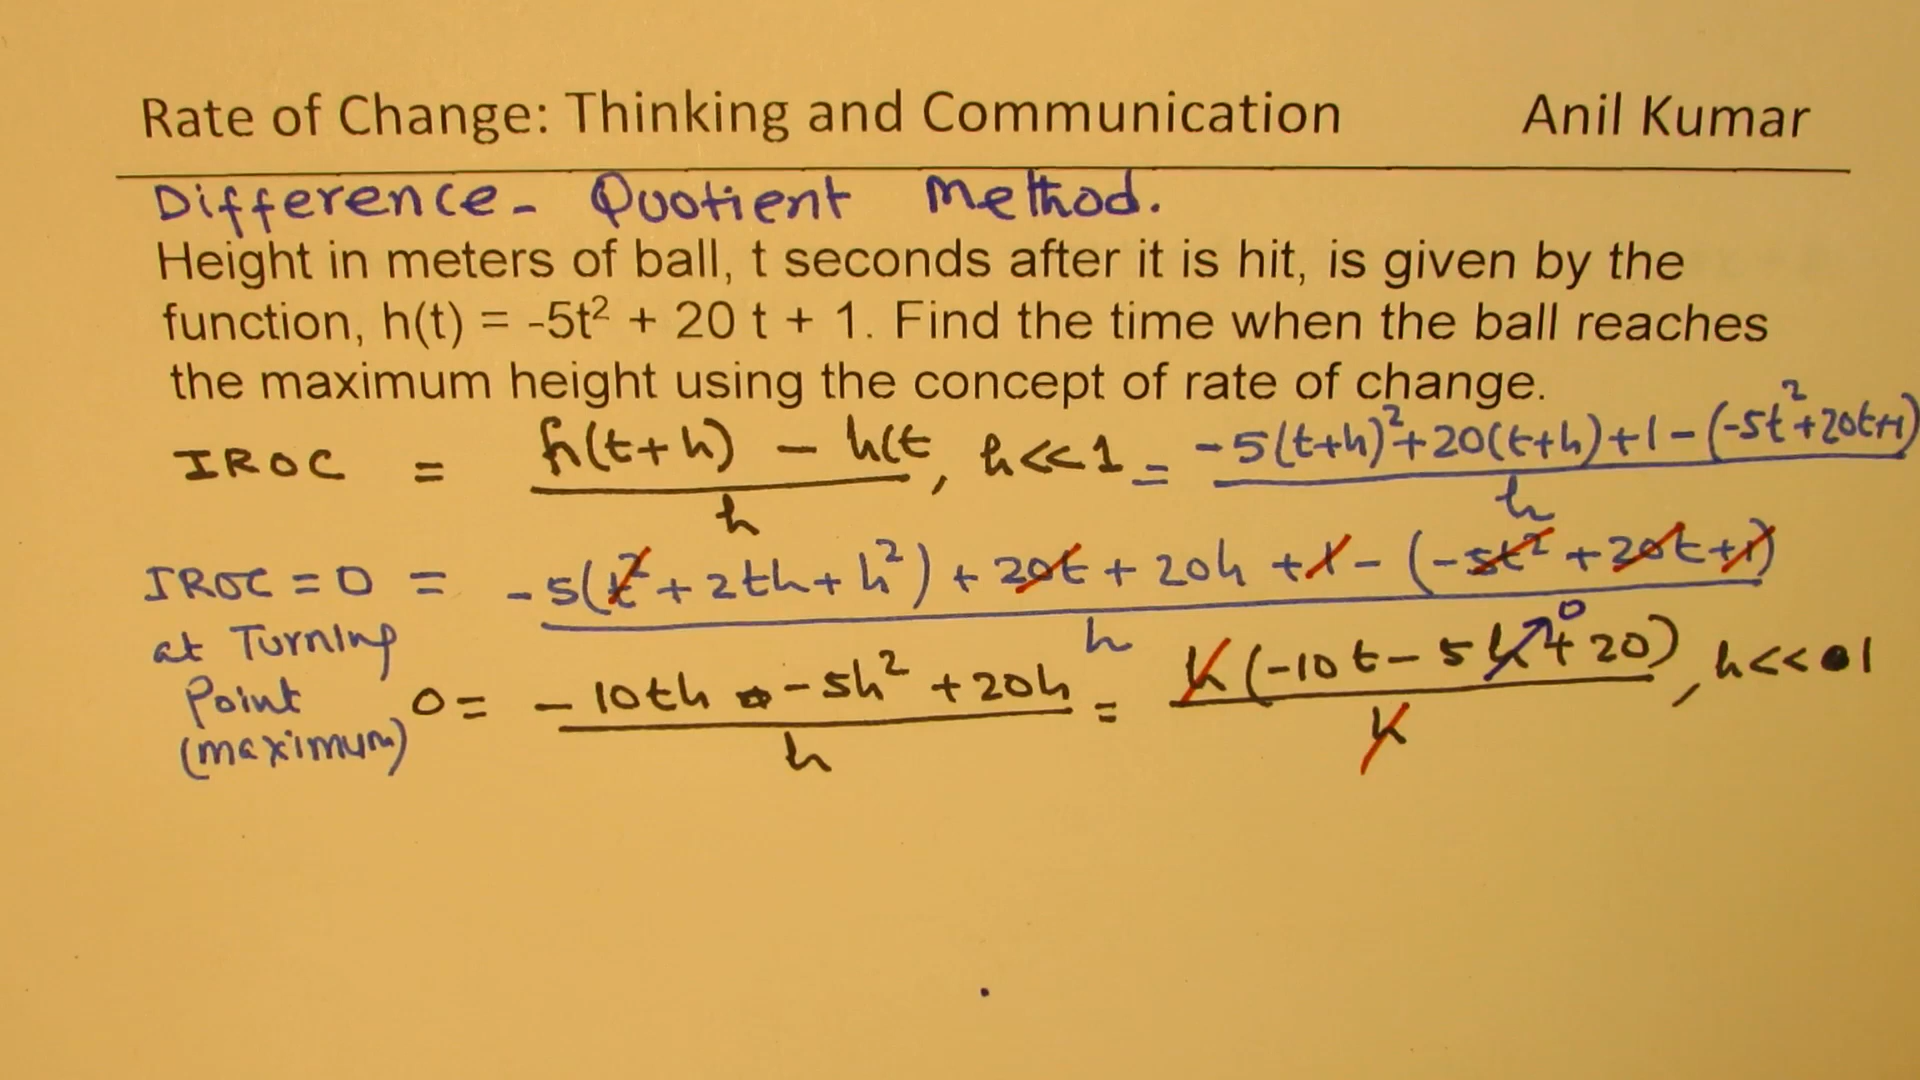 Rate of Change: Thinking and Communication Anil Kumar
Difference - Quotient Method.
Height in meters of ball, t seconds after it is hit, is given by the
function, h(t) = -5t² + 20 t + 1. Find the time when the ball reaches
the maximum height using the concept of rate of change.
IROC = h(t+h) - h(t / h , h<<1 = -5(t+h)²+20(t+h)+1-(-5t²+20t+1) / h
IROC = 0 = -5(t²+2th+h²)+20t+20h+1-(-5t²+20t+1) / h
at Turning
Point
(maximum)
0 = -10th -5h²+20h / h = h(-10t-5h+20) / h , h<<1
0